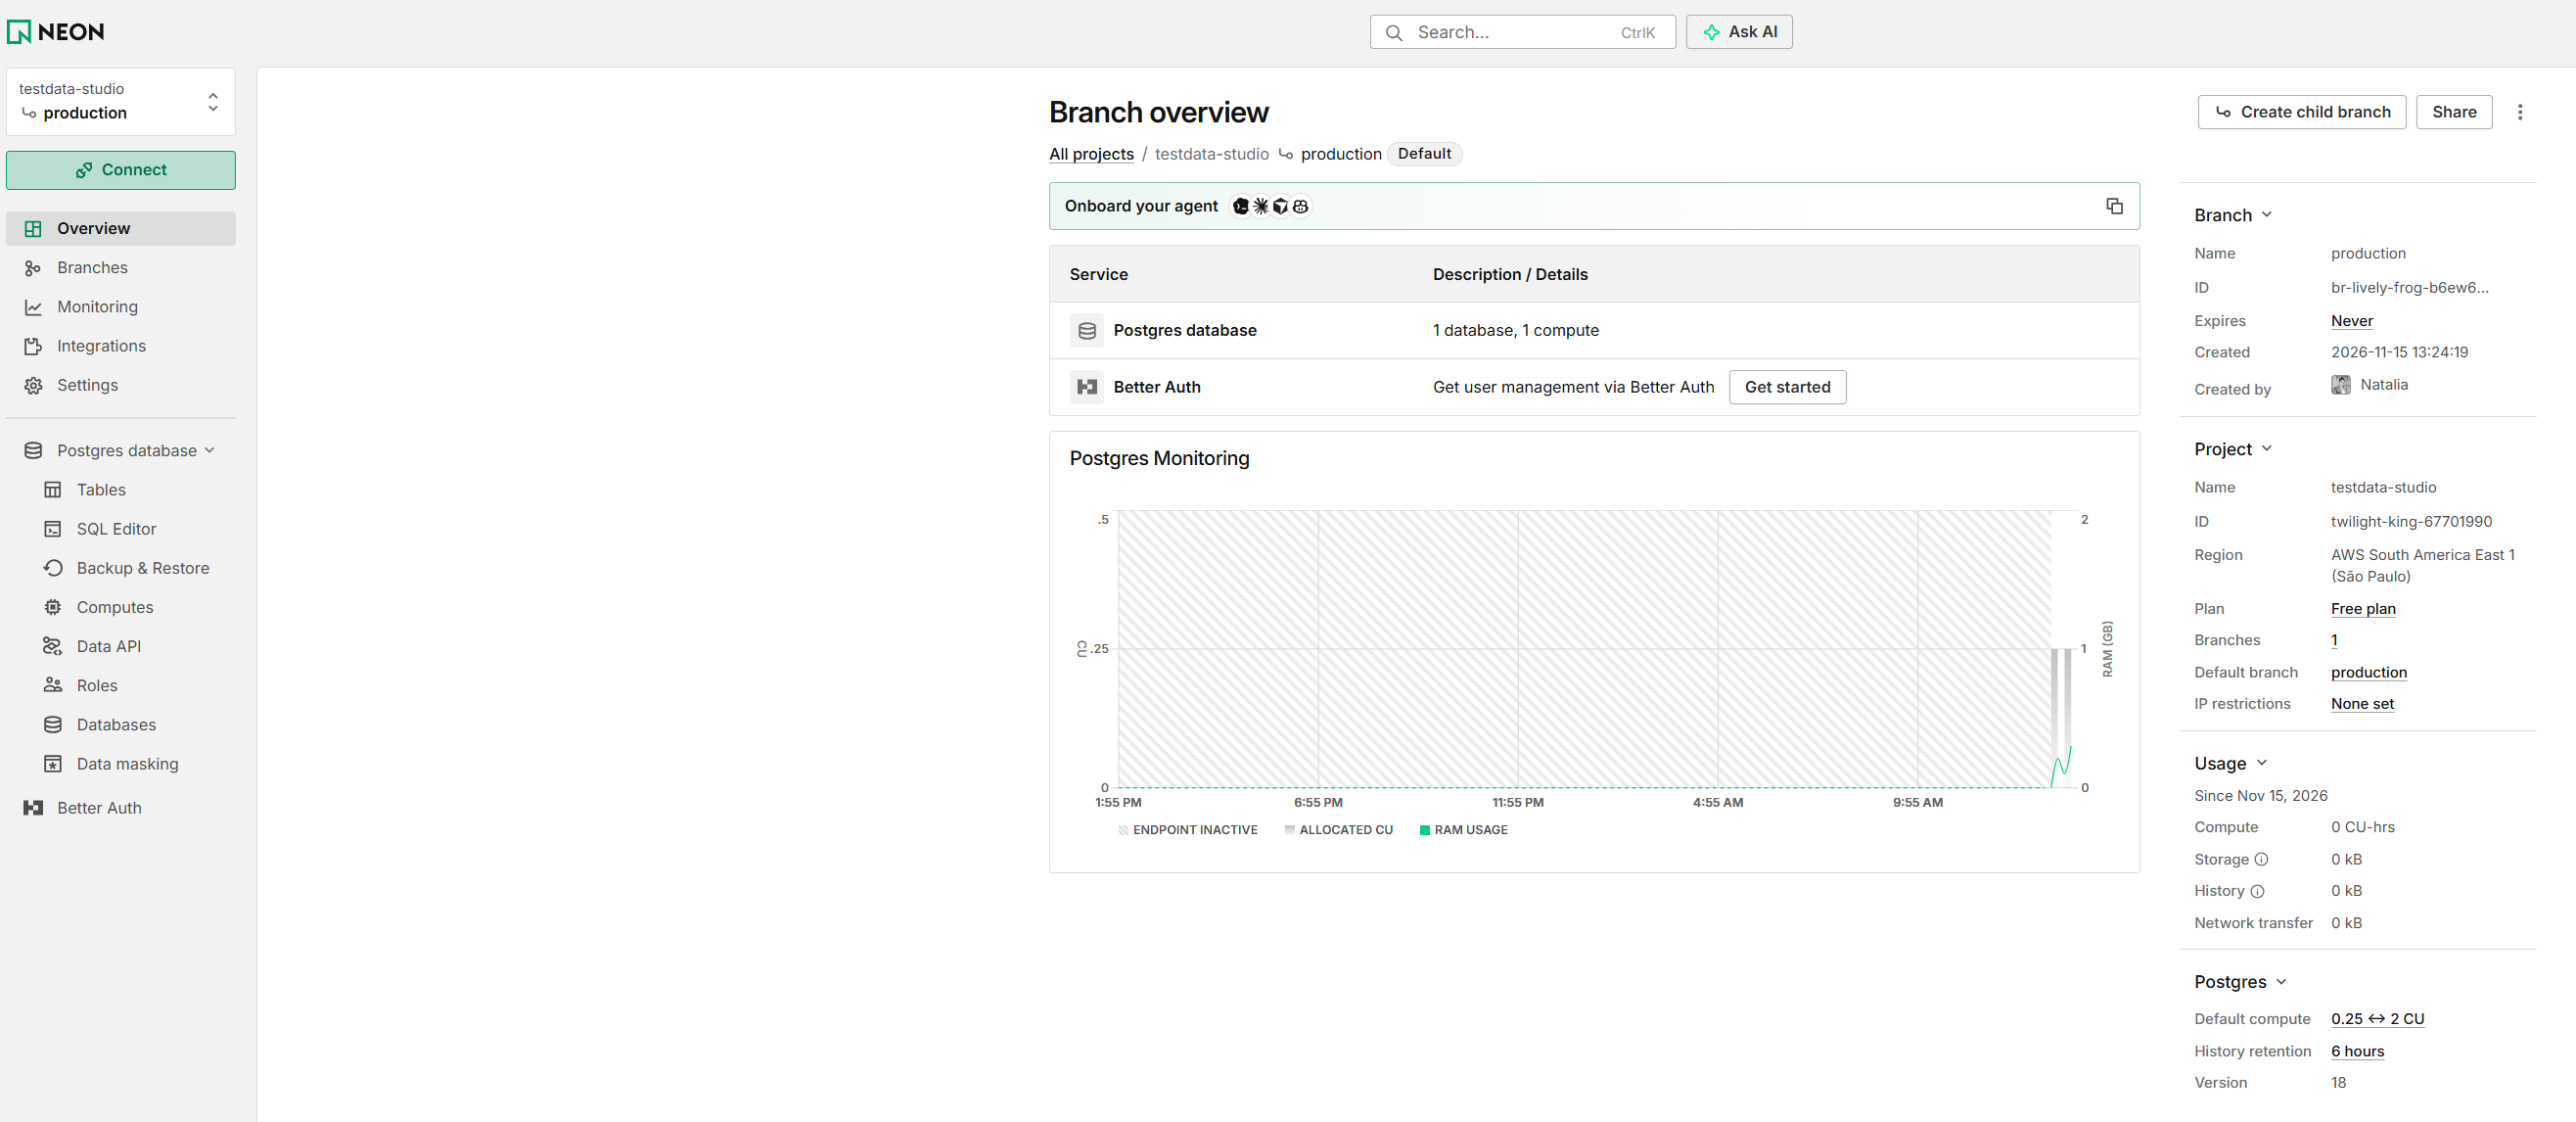 NEON
Search... CtrlK
Ask AI
testdata-studio
production
Connect
Overview
Branches
Monitoring
Integrations
Settings
Postgres database
Tables
SQL Editor
Backup & Restore
Computes
Data API
Roles
Databases
Data masking
Better Auth
Branch overview
All projects / testdata-studio production Default
Create child branch
Share
Onboard your agent
Service Description / Details
Postgres database 1 database, 1 compute
Better Auth Get user management via Better Auth Get started
Postgres Monitoring
.5 2
CU .25 1 RAM (GB)
0 0
1:55 PM 6:55 PM 11:55 PM 4:55 AM 9:55 AM
ENDPOINT INACTIVE ALLOCATED CU RAM USAGE
Branch
Name production
ID br-lively-frog-b6ew6...
Expires Never
Created 2026-11-15 13:24:19
Created by Natalia
Project
Name testdata-studio
ID twilight-king-67701990
Region AWS South America East 1
(São Paulo)
Plan Free plan
Branches 1
Default branch production
IP restrictions None set
Usage
Since Nov 15, 2026
Compute 0 CU-hrs
Storage 0 kB
History 0 kB
Network transfer 0 kB
Postgres
Default compute 0.25 ↔ 2 CU
History retention 6 hours
Version 18